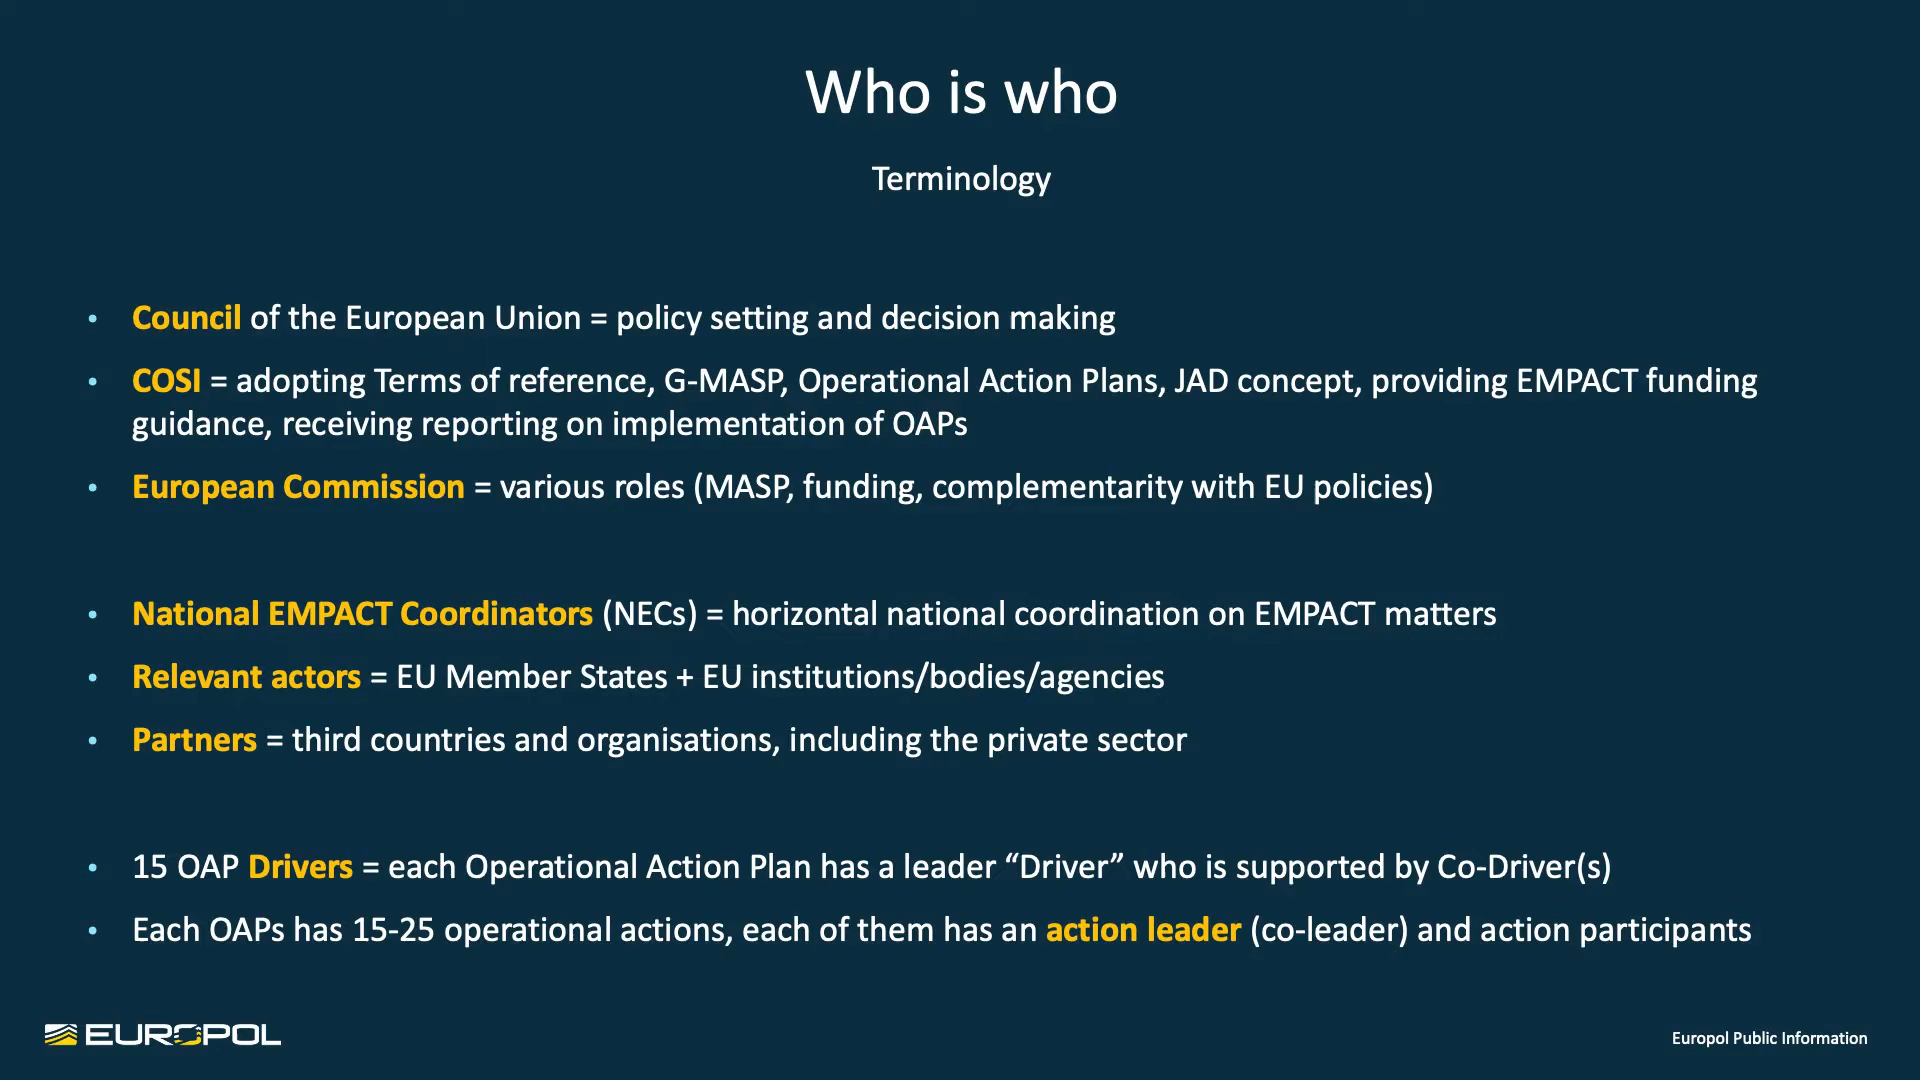 Who is who
Terminology
• Council of the European Union = policy setting and decision making
• COSI = adopting Terms of reference, G-MASP, Operational Action Plans, JAD concept, providing EMPACT funding
guidance, receiving reporting on implementation of OAPs
• European Commission = various roles (MASP, funding, complementarity with EU policies)
• National EMPACT Coordinators (NECs) = horizontal national coordination on EMPACT matters
• Relevant actors = EU Member States + EU institutions/bodies/agencies
• Partners = third countries and organisations, including the private sector
• 15 OAP Drivers = each Operational Action Plan has a leader “Driver” who is supported by Co-Driver(s)
• Each OAPs has 15-25 operational actions, each of them has an action leader (co-leader) and action participants
EUROPOL
Europol Public Information